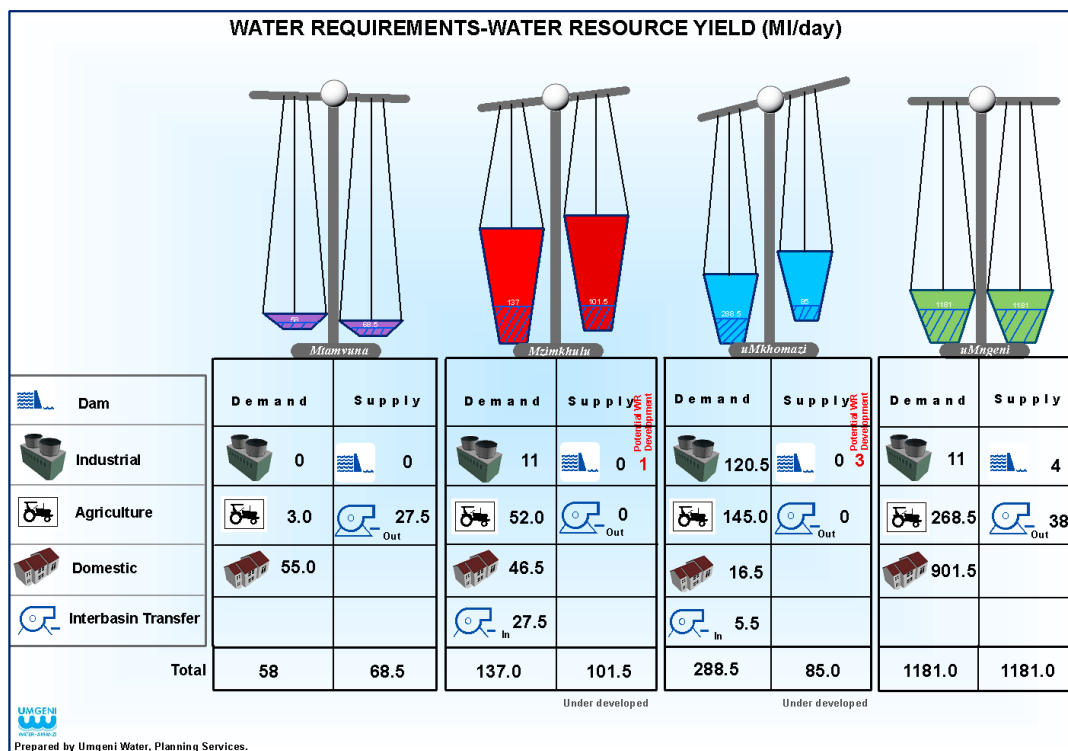 WATER REQUIREMENTS-WATER RESOURCE YIELD (Ml/day)
58 68.5 137 101.5 288.5 85 1181 1181
Mtamvuna Mzimkhulu uMkhomazi uMngeni
Dam Demand Supply Demand Supply Demand Supply Demand Supply
Potential WR Development
Potential WR Development
Industrial 0 0 11 0 1 120.5 0 3 11 4
Agriculture 3.0 27.5 52.0 0 145.0 0 268.5 38
Out Out Out Out
Domestic 55.0 46.5 16.5 901.5
Interbasin Transfer In 27.5 In 5.5
Total 58 68.5 137.0 101.5 288.5 85.0 1181.0 1181.0
Under developed Under developed
UMGENI
WATER·AMANZI
Prepared by Umgeni Water, Planning Services.